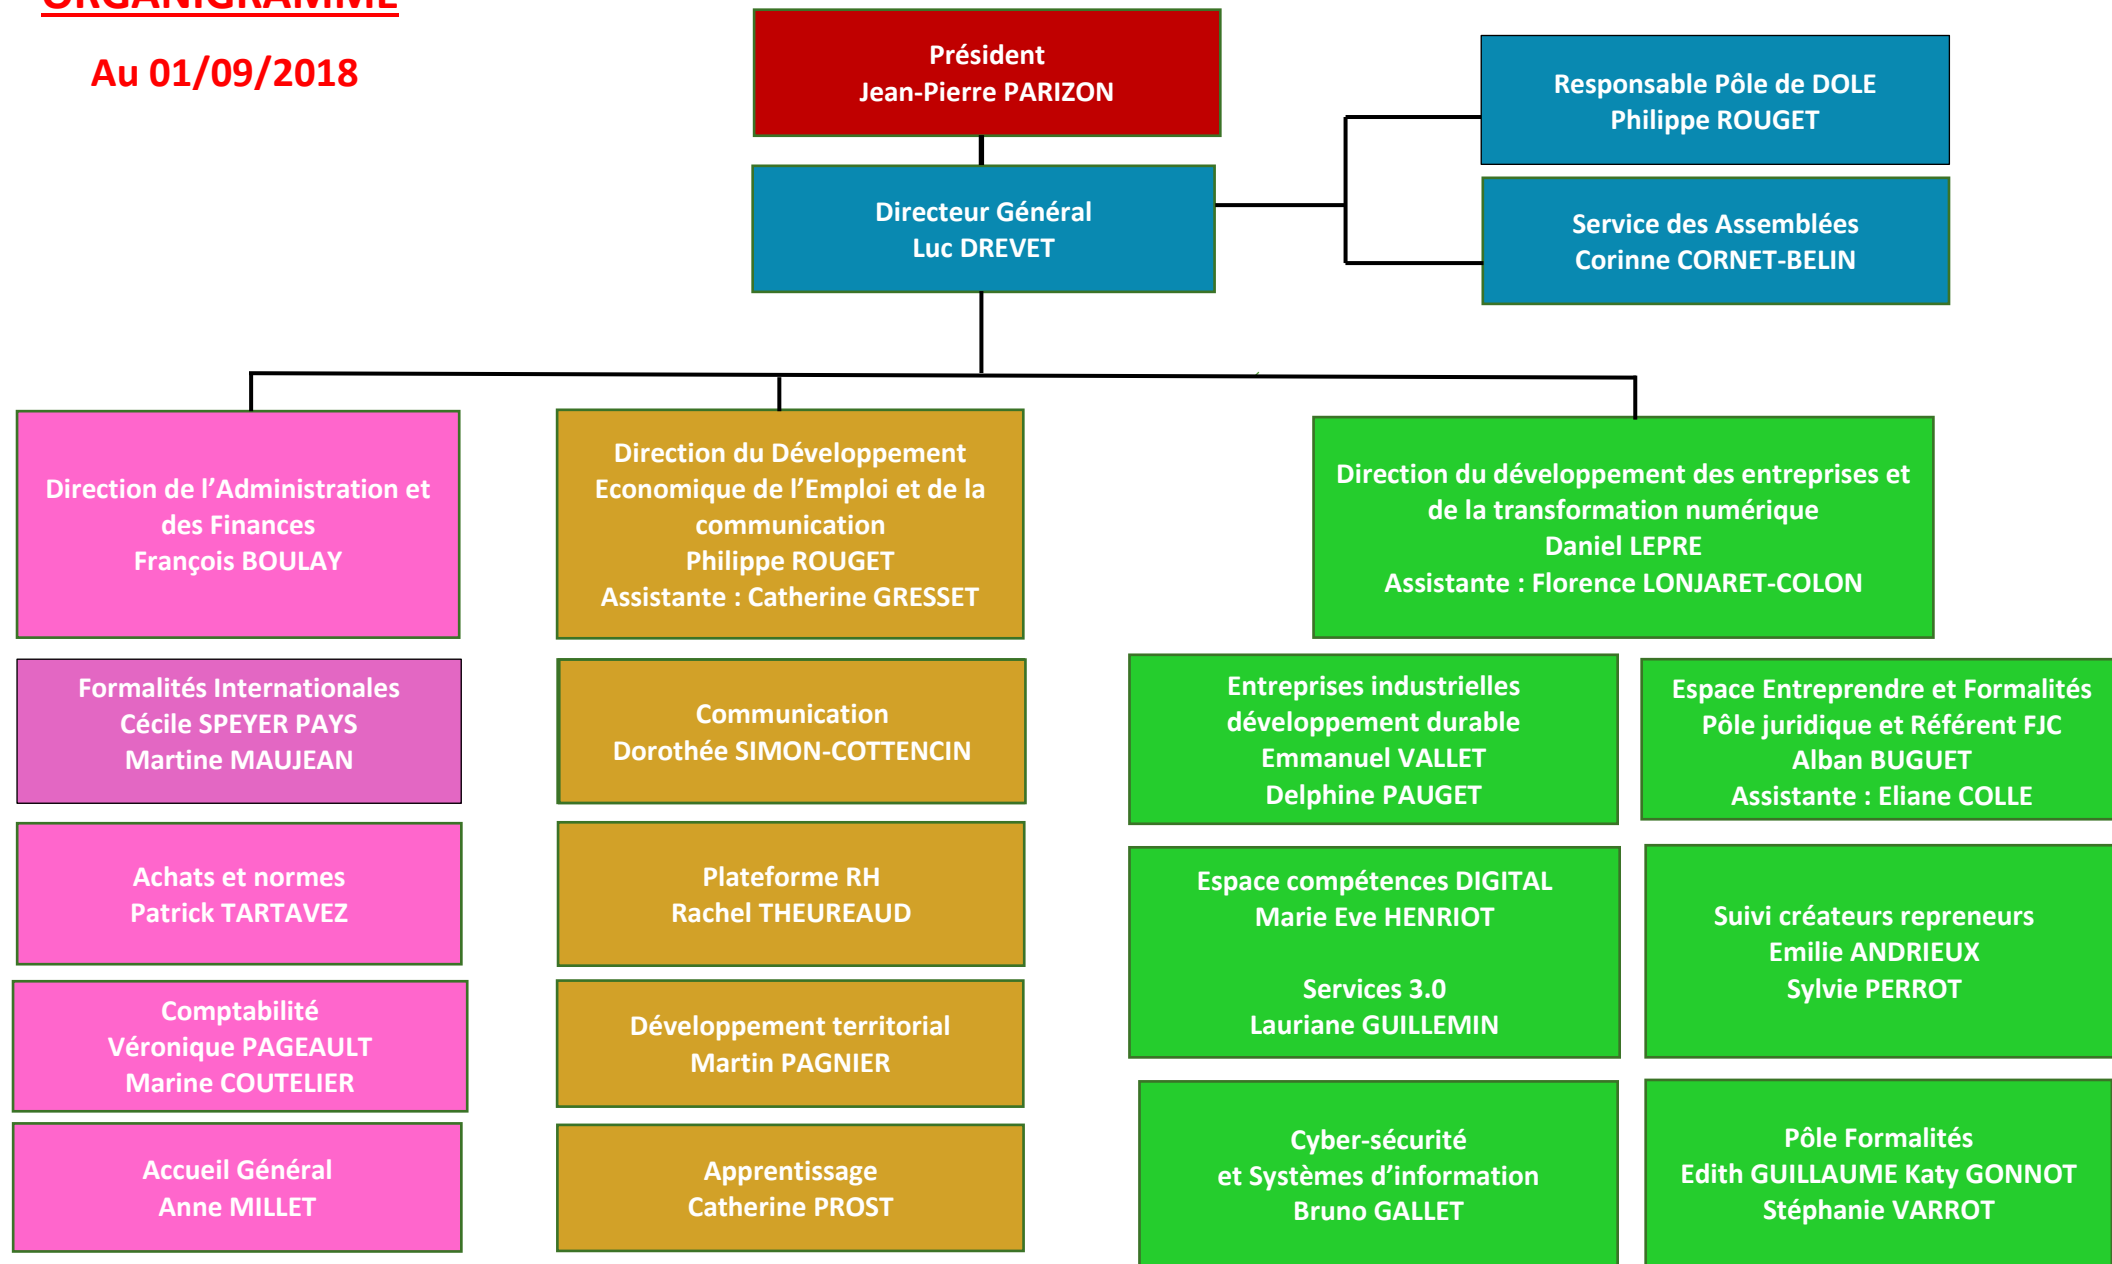 ORGANIGRAMME
Au 01/09/2018
Président
Jean-Pierre PARIZON
Responsable Pôle de DOLE
Philippe ROUGET
Directeur Général
Luc DREVET
Service des Assemblées
Corinne CORNET-BELIN
Direction de l’Administration et
des Finances
François BOULAY
Formalités Internationales
Cécile SPEYER PAYS
Martine MAUJEAN
Achats et normes
Patrick TARTAVEZ
Comptabilité
Véronique PAGEAULT
Marine COUTELIER
Accueil Général
Anne MILLET
Direction du Développement
Economique de l’Emploi et de la
communication
Philippe ROUGET
Assistante : Catherine GRESSET
Communication
Dorothée SIMON-COTTENCIN
Plateforme RH
Rachel THEUREAUD
Développement territorial
Martin PAGNIER
Apprentissage
Catherine PROST
Direction du développement des entreprises et
de la transformation numérique
Daniel LEPRE
Assistante : Florence LONJARET-COLON
Entreprises industrielles
développement durable
Emmanuel VALLET
Delphine PAUGET
Espace compétences DIGITAL
Marie Eve HENRIOT
Services 3.0
Lauriane GUILLEMIN
Cyber-sécurité
et Systèmes d’information
Bruno GALLET
Espace Entreprendre et Formalités
Pôle juridique et Référent FJC
Alban BUGUET
Assistante : Eliane COLLE
Suivi créateurs repreneurs
Emilie ANDRIEUX
Sylvie PERROT
Pôle Formalités
Edith GUILLAUME Katy GONNOT
Stéphanie VARROT